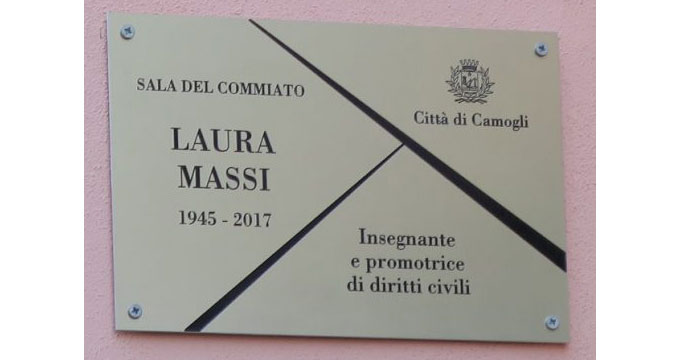 SALA DEL COMMIATO
LAURA
MASSI
1945 - 2017
Città di Camogli
Insegnante
e promotrice
di diritti civili